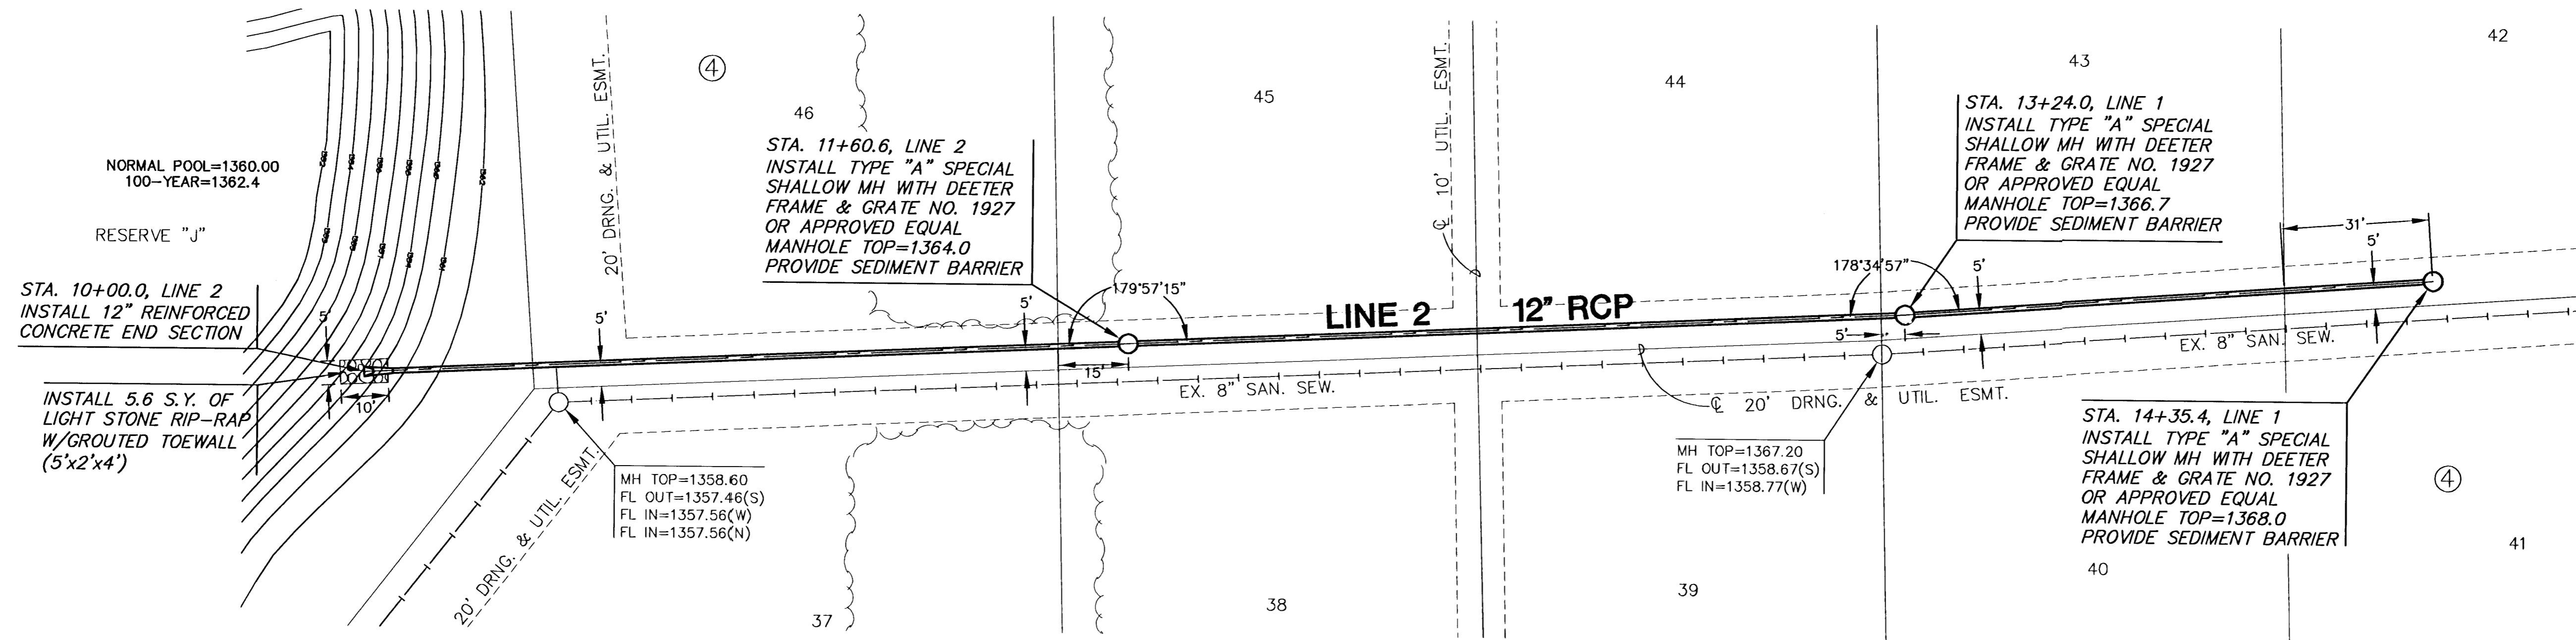 NORMAL POOL=1360.00
100-YEAR=1362.4
RESERVE "J"
STA. 10+00.0, LINE 2
INSTALL 12" REINFORCED
CONCRETE END SECTION
5'
INSTALL 5.6 S.Y. OF
LIGHT STONE RIP-RAP
W/GROUTED TOEWALL
(5'x2'x4')
10'
20' DRNG. & UTIL. ESMT.
④
46
STA. 11+60.6, LINE 2
INSTALL TYPE "A" SPECIAL
SHALLOW MH WITH DEETER
FRAME & GRATE NO. 1927
OR APPROVED EQUAL
MANHOLE TOP=1364.0
PROVIDE SEDIMENT BARRIER
5'
5'
179°57'15"
15'
20' DRNG. & UTIL. ESMT.
MH TOP=1358.60
FL OUT=1357.46(S)
FL IN=1357.56(W)
FL IN=1357.56(N)
37
45
℄ 10' UTIL. ESMT.
LINE 2 12" RCP
EX. 8" SAN. SEW.
38
44
43
42
STA. 13+24.0, LINE 1
INSTALL TYPE "A" SPECIAL
SHALLOW MH WITH DEETER
FRAME & GRATE NO. 1927
OR APPROVED EQUAL
MANHOLE TOP=1366.7
PROVIDE SEDIMENT BARRIER
178°34'57"
5'
5'
31'
5'
EX. 8" SAN. SEW.
℄ 20' DRNG. & UTIL. ESMT.
MH TOP=1367.20
FL OUT=1358.67(S)
FL IN=1358.77(W)
39
STA. 14+35.4, LINE 1
INSTALL TYPE "A" SPECIAL
SHALLOW MH WITH DEETER
FRAME & GRATE NO. 1927
OR APPROVED EQUAL
MANHOLE TOP=1368.0
PROVIDE SEDIMENT BARRIER
④
40
41